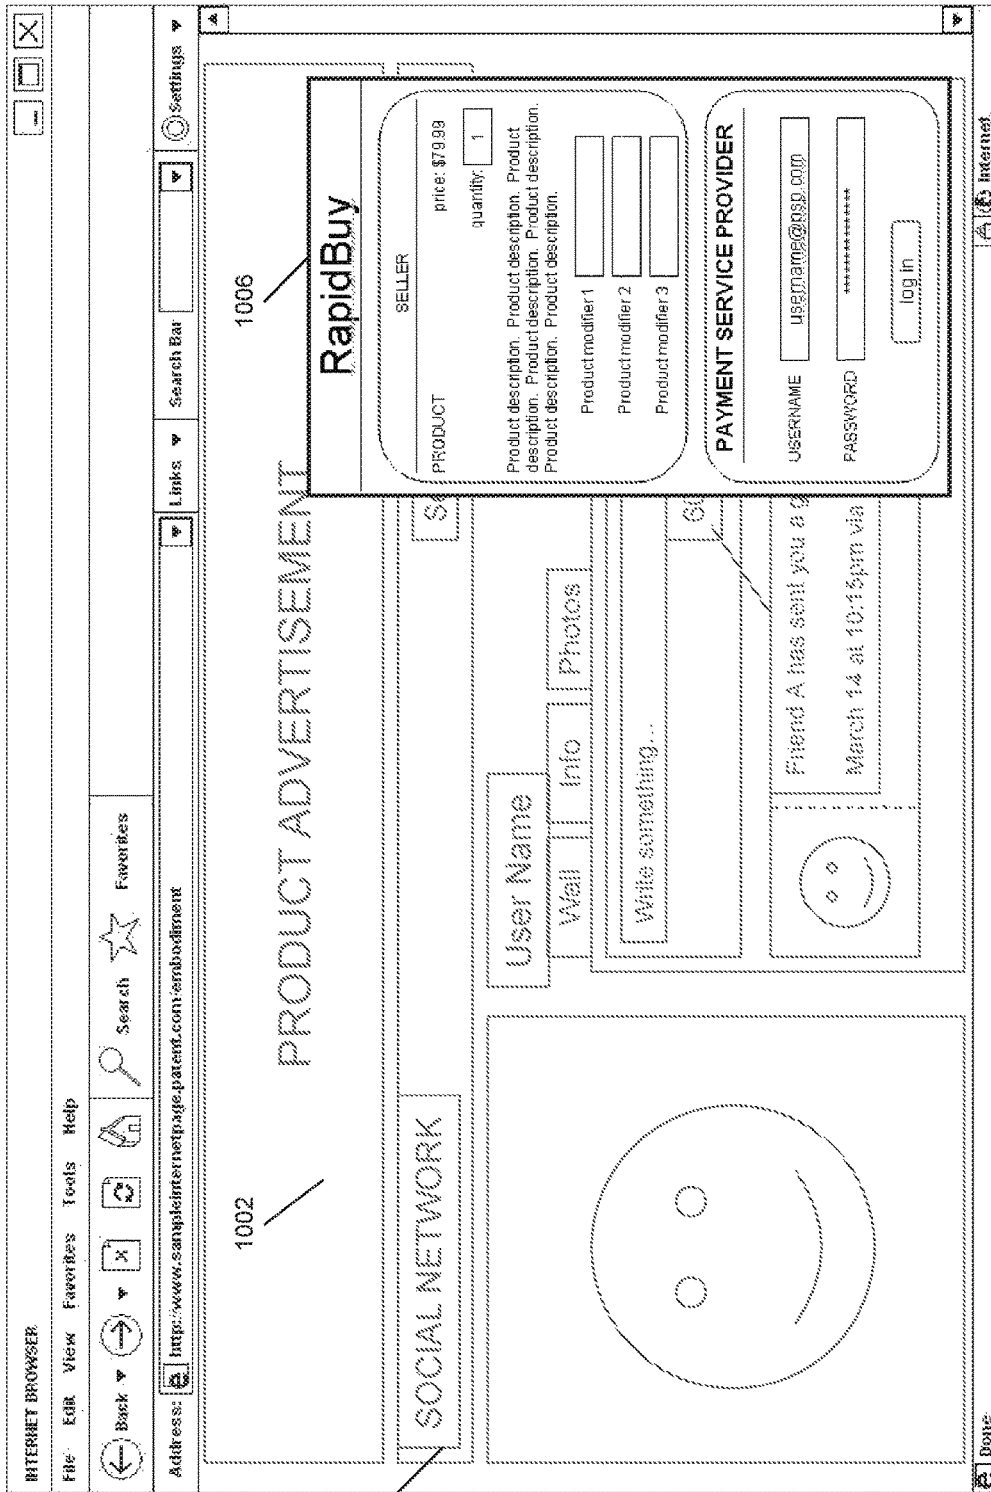 INTERNET BROWSER
File Edit View Favorites Tools Help
Back Search Favorites
Address: http://www.sampleinternetpage.patent.com/embodiment Links Search Bar Settings
1002
1006
PRODUCT ADVERTISEMENT
SOCIAL NETWORK
Se
User Name
Wall Info Photos
Write something...
Friend A has sent you a g
March 14 at 10:15pm via
RapidBuy
SELLER
PRODUCT price: $79.99
quantity: 1
Product description. Product description. Product
description. Product description. Product description.
Product description. Product description.
Product modifier 1
Product modifier 2
Product modifier 3
PAYMENT SERVICE PROVIDER
USERNAME username@psp.com
PASSWORD ****************
log in
Done Internet